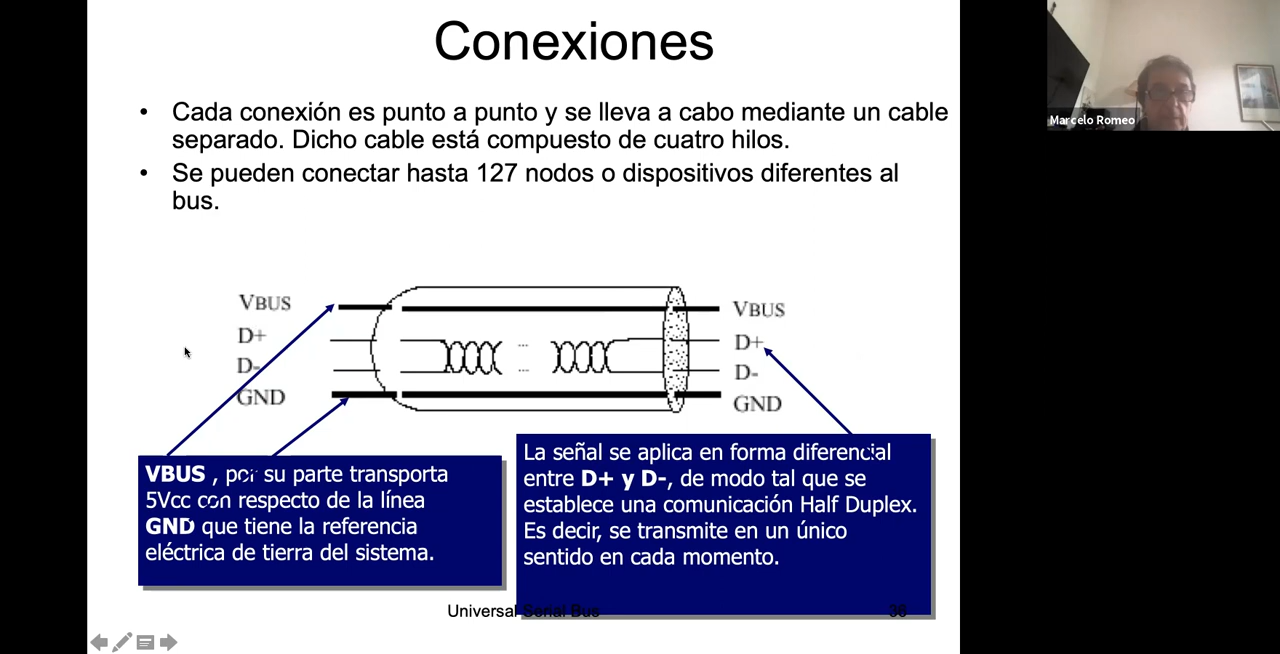 Conexiones
• Cada conexión es punto a punto y se lleva a cabo mediante un cable
separado. Dicho cable está compuesto de cuatro hilos.
• Se pueden conectar hasta 127 nodos o dispositivos diferentes al
bus.
VBUS
D+
D-
GND
VBUS
D+
D-
GND
VBUS , por su parte transporta
5Vcc con respecto de la línea
GND que tiene la referencia
eléctrica de tierra del sistema.
La señal se aplica en forma diferencial
entre D+ y D-, de modo tal que se
establece una comunicación Half Duplex.
Es decir, se transmite en un único
sentido en cada momento.
Universal Serial Bus
36
Marcelo Romeo